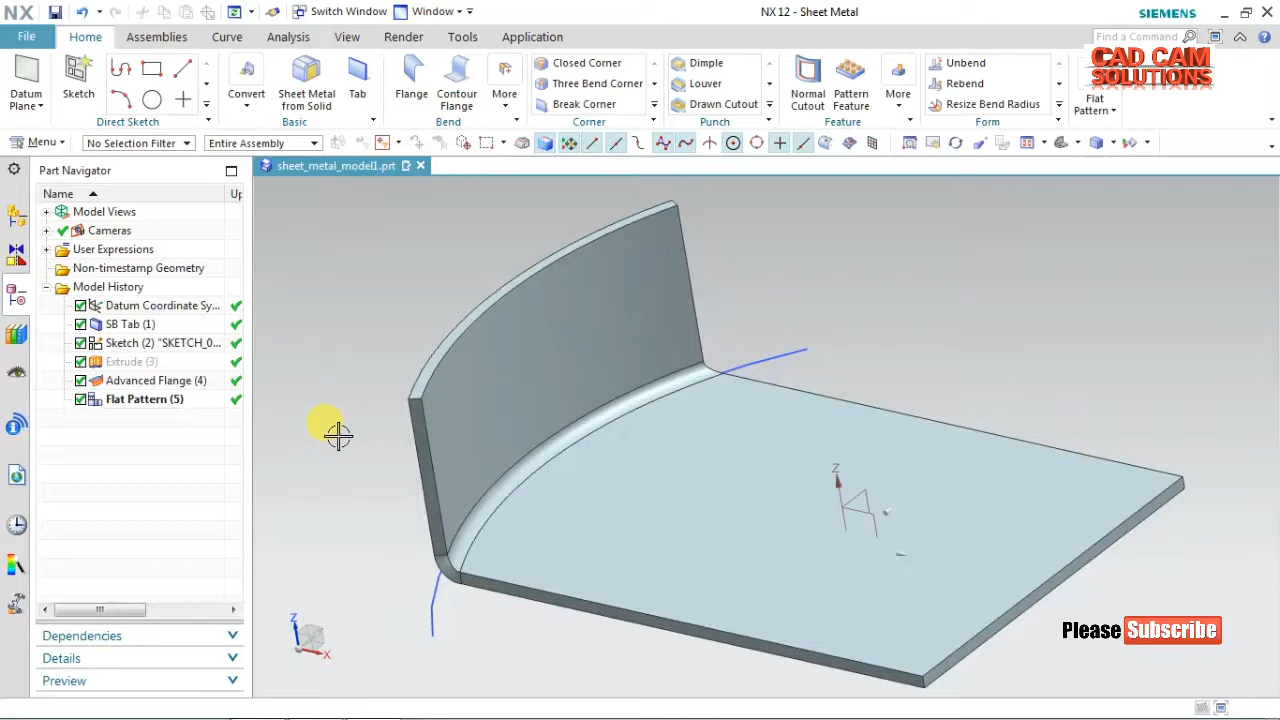 NX Switch Window Window NX 12 - Sheet Metal SIEMENS
File Home Assemblies Curve Analysis View Render Tools Application Find a Command
CAD CAM
SOLUTIONS
Datum
Plane
Sketch
Direct Sketch
Convert
Sheet Metal
from Solid
Tab
Basic
Flange
Contour
Flange
More
Bend
Closed Corner
Three Bend Corner
Break Corner
Corner
Dimple
Louver
Drawn Cutout
Punch
Normal
Cutout
Pattern
Feature
More
Feature
Unbend
Rebend
Resize Bend Radius
Form
Flat
Pattern
Menu No Selection Filter Entire Assembly
Part Navigator
sheet_metal_model1.prt
Name Up
Model Views
Cameras
User Expressions
Non-timestamp Geometry
Model History
Datum Coordinate Sy...
SB Tab (1)
Sketch (2) "SKETCH_0...
Extrude (3)
Advanced Flange (4)
Flat Pattern (5)
Dependencies
Details
Preview
Z
Z
X
Please Subscribe